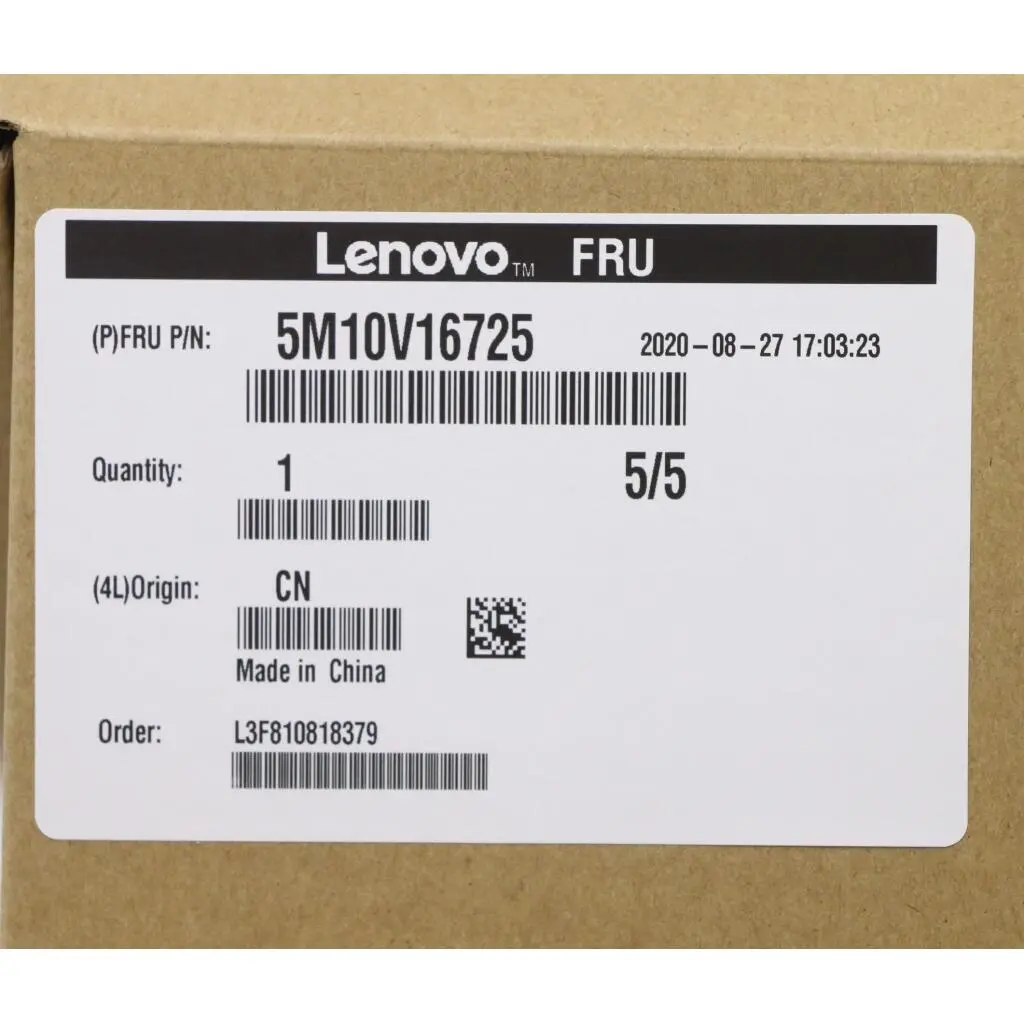 Lenovo™ FRU
(P)FRU P/N: 5M10V16725 2020-08-27 17:03:23
Quantity: 1 5/5
(4L)Origin: CN
Made in China
Order: L3F810818379